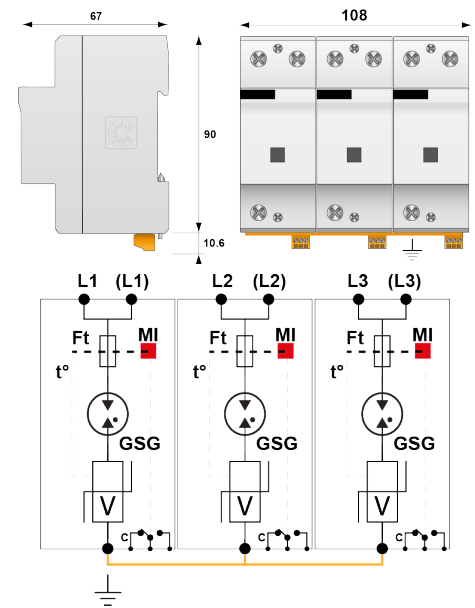 67
108
90
10.6
L1 (L1) L2 (L2) L3 (L3)
Ft MI Ft MI Ft MI
t° t° t°
GSG GSG GSG
V V V
C C C